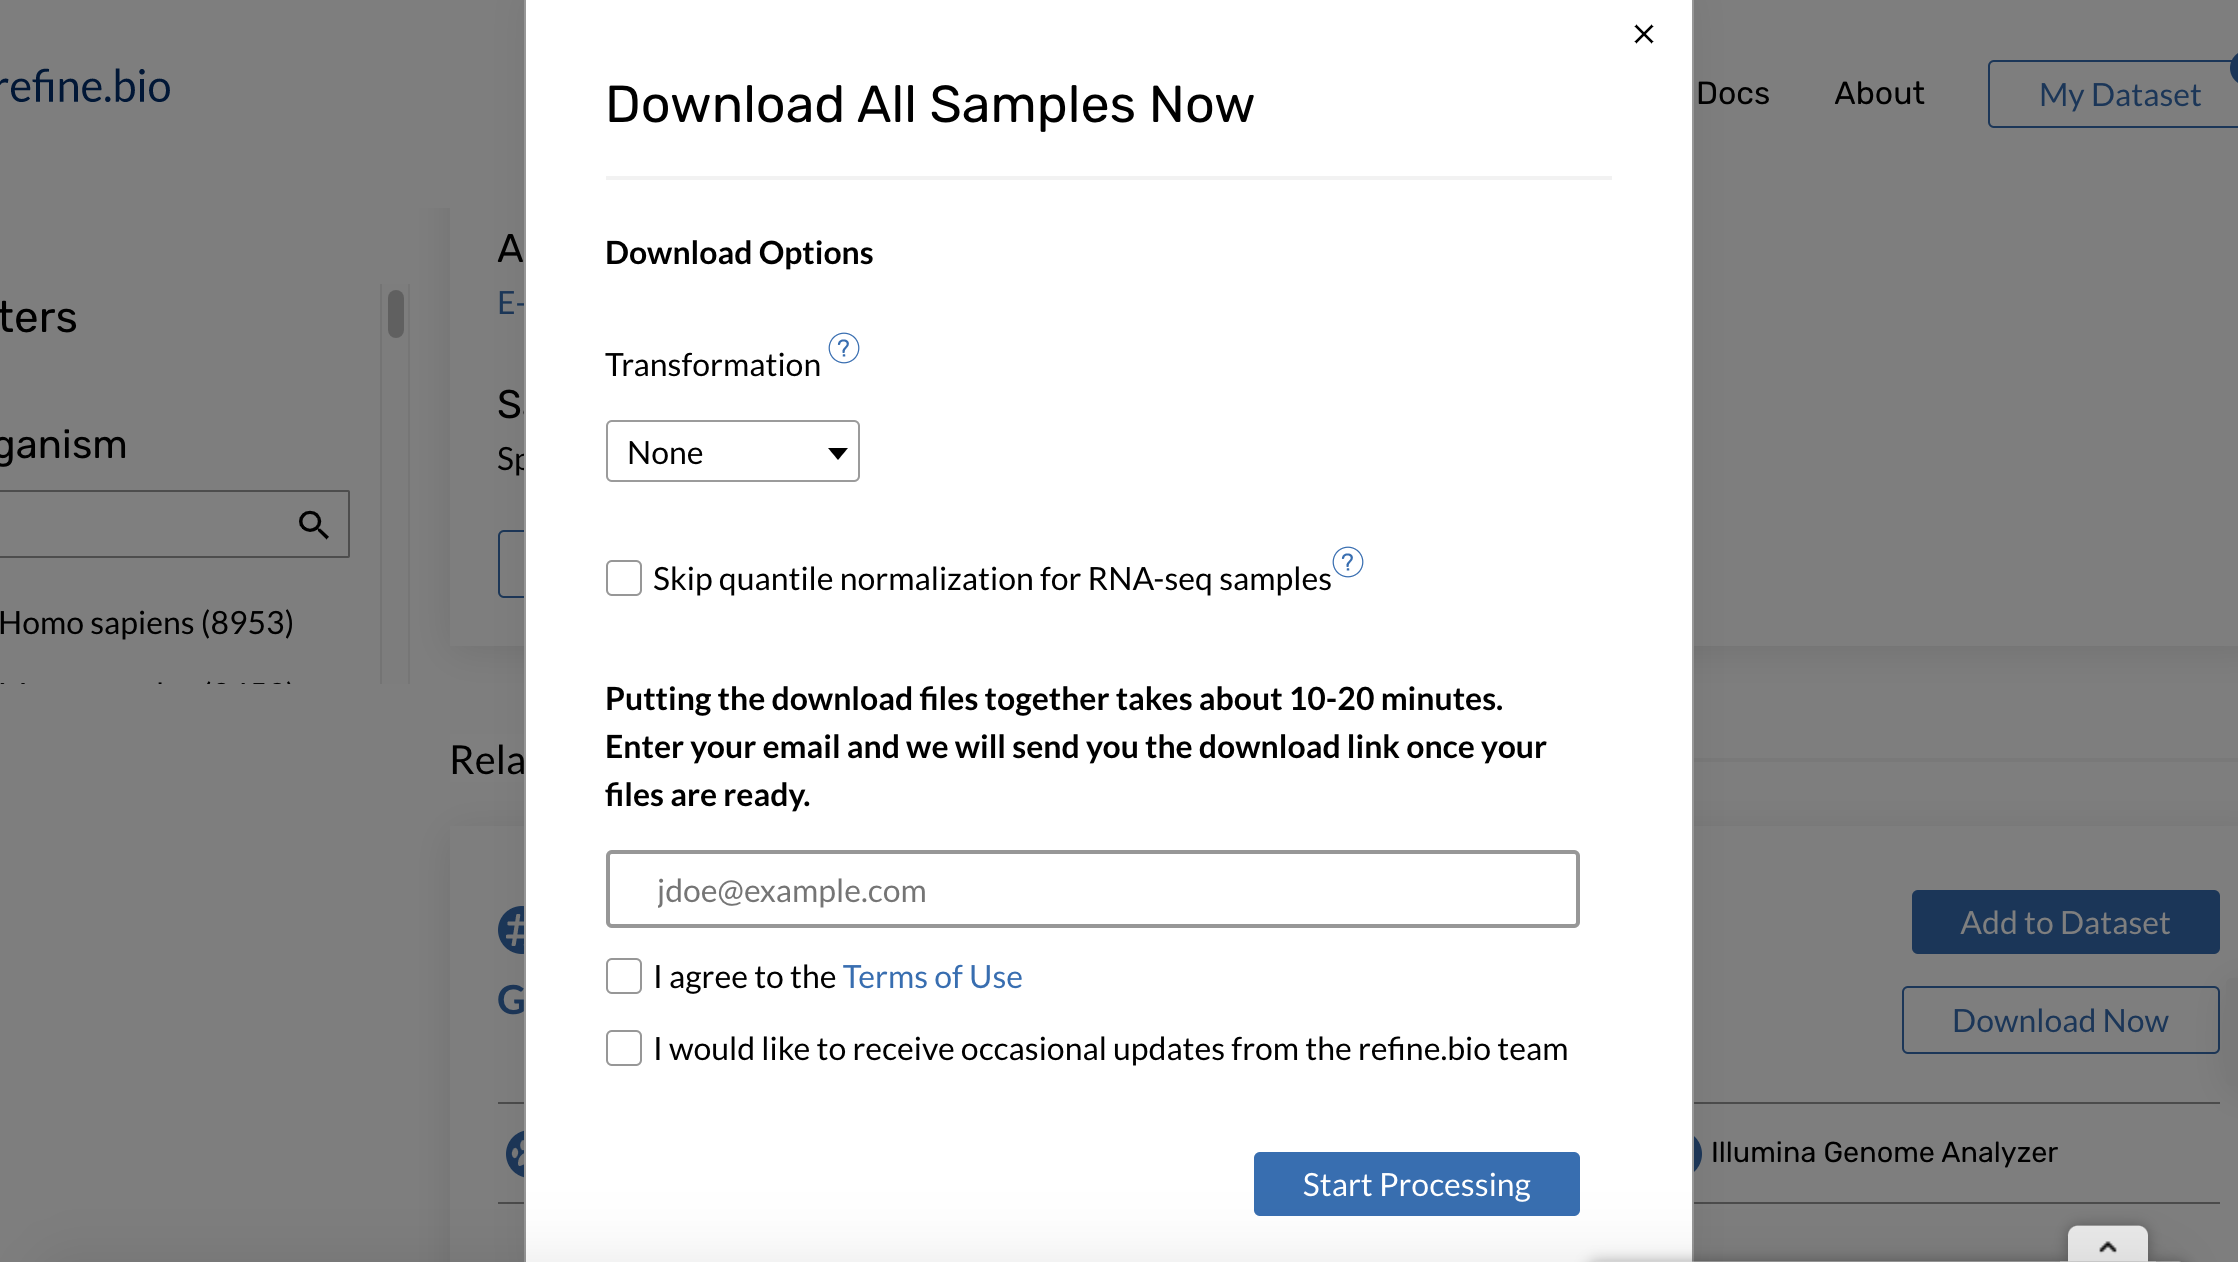 refine.bio
Docs
About
My Dataset
Download All Samples Now
Download Options
Transformation ?
None
Skip quantile normalization for RNA-seq samples ?
Putting the download files together takes about 10-20 minutes.
Enter your email and we will send you the download link once your
files are ready.
jdoe@example.com
I agree to the Terms of Use
I would like to receive occasional updates from the refine.bio team
Start Processing
ters
ganism
Homo sapiens (8953)
A
E-
S
Sp
Rela
#
G
Add to Dataset
Download Now
Illumina Genome Analyzer